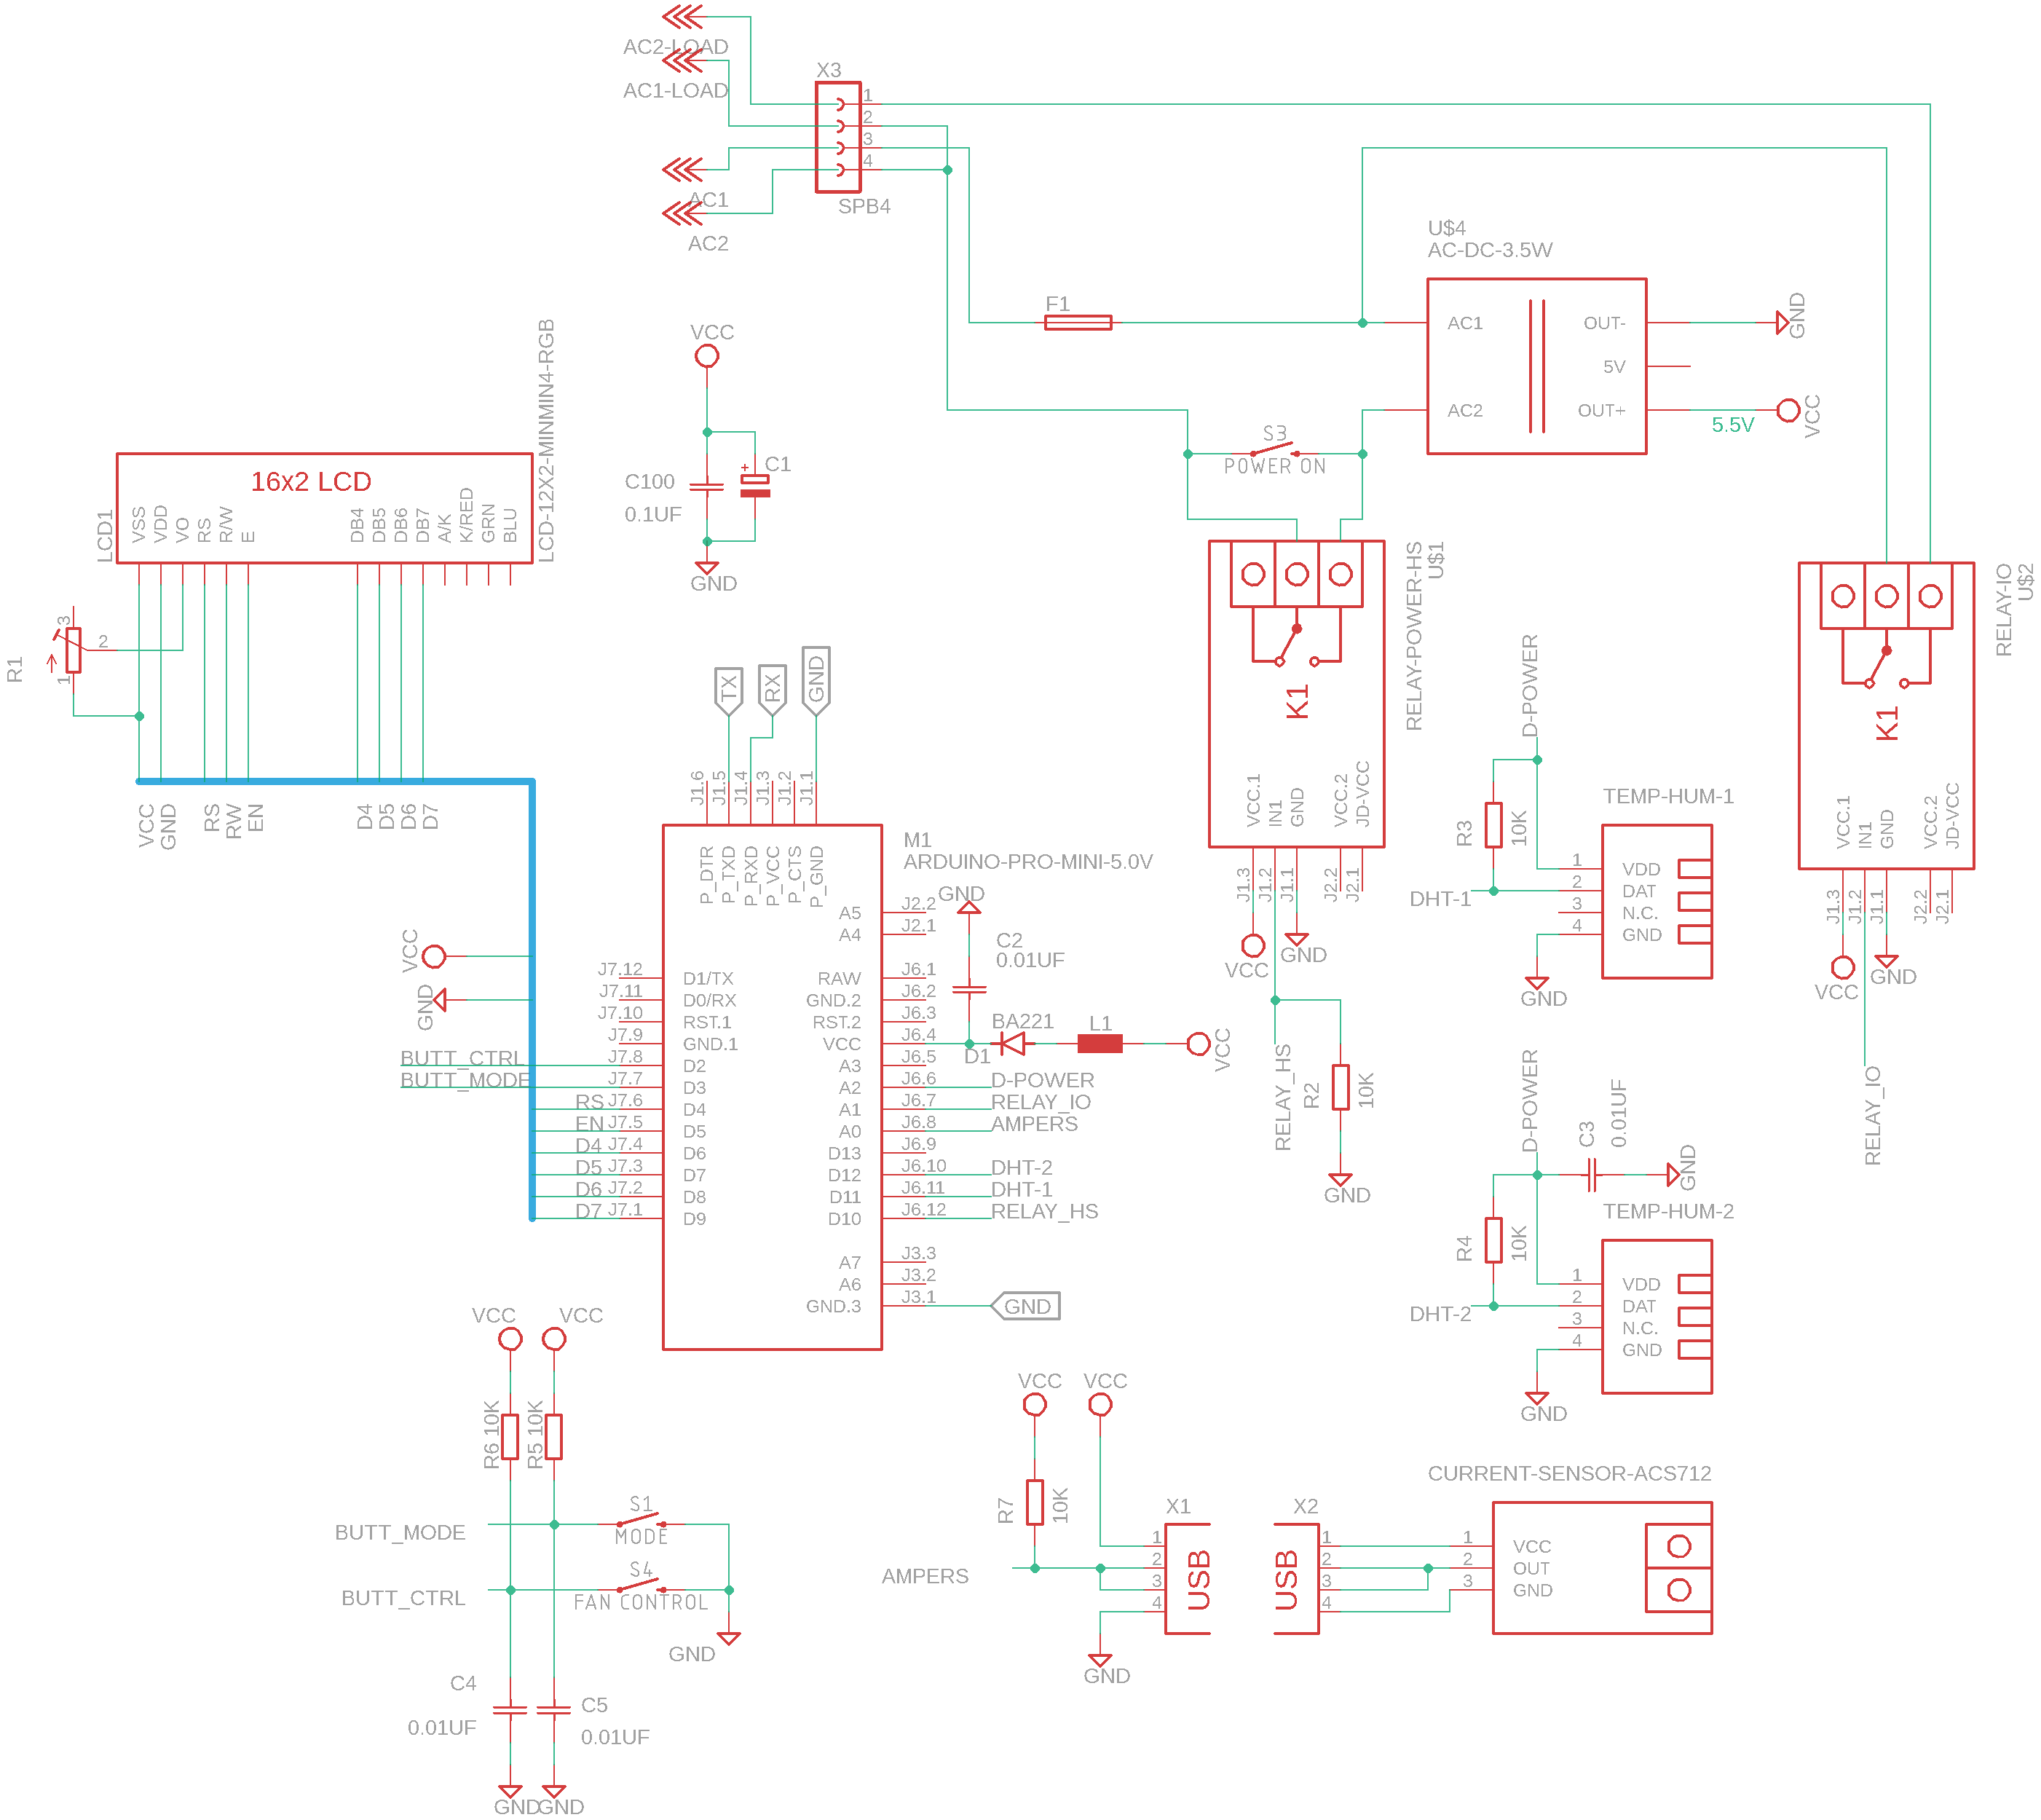 AC2-LOAD
AC1-LOAD
AC1
AC2
X3
1
2
3
4
SPB4
F1
U$4
AC-DC-3.5W
AC1
AC2
OUT-
5V
OUT+
GND
5.5V
VCC
S3
POWER ON
VCC
C100
0.1UF
+
C1
GND
LCD1
16x2 LCD
LCD-12X2-MINMIN4-RGB
VSS
VDD
VO
RS
R/W
E
DB4
DB5
DB6
DB7
A/K
K/RED
GRN
BLU
R1
3
2
1
VCC
GND
RS
RW
EN
D4
D5
D6
D7
TX
RX
GND
J1.6
J1.5
J1.4
J1.3
J1.2
J1.1
P_DTR
P_TXD
P_RXD
P_VCC
P_CTS
P_GND
M1
ARDUINO-PRO-MINI-5.0V
VCC
GND
BUTT_CTRL
BUTT_MODE
RS
EN
D4
D5
D6
D7
J7.12
J7.11
J7.10
J7.9
J7.8
J7.7
J7.6
J7.5
J7.4
J7.3
J7.2
J7.1
D1/TX
D0/RX
RST.1
GND.1
D2
D3
D4
D5
D6
D7
D8
D9
A5
A4
RAW
GND.2
RST.2
VCC
A3
A2
A1
A0
D13
D12
D11
D10
A7
A6
GND.3
J2.2
J2.1
J6.1
J6.2
J6.3
J6.4
J6.5
J6.6
J6.7
J6.8
J6.9
J6.10
J6.11
J6.12
J3.3
J3.2
J3.1
GND
C2
0.01UF
D1
BA221
L1
VCC
D-POWER
RELAY_IO
AMPERS
DHT-2
DHT-1
RELAY_HS
GND
RELAY-POWER-HS
U$1
K1
VCC.1
IN1
GND
VCC.2
JD-VCC
J1.3
J1.2
J1.1
J2.2
J2.1
VCC
GND
RELAY_HS
R2
10K
GND
RELAY-IO
U$2
K1
VCC.1
IN1
GND
VCC.2
JD-VCC
J1.3
J1.2
J1.1
J2.2
J2.1
VCC
GND
RELAY_IO
D-POWER
R3
10K
DHT-1
TEMP-HUM-1
1
2
3
4
VDD
DAT
N.C.
GND
GND
D-POWER
C3
0.01UF
GND
R4
10K
DHT-2
TEMP-HUM-2
1
2
3
4
VDD
DAT
N.C.
GND
GND
VCC
VCC
R6 10K
R5 10K
BUTT_MODE
S1
MODE
BUTT_CTRL
S4
FAN CONTROL
GND
C4
0.01UF
C5
0.01UF
GND
GND
VCC
VCC
R7
10K
AMPERS
X1
1
2
3
4
USB
GND
X2
USB
1
2
3
4
CURRENT-SENSOR-ACS712
1
2
3
VCC
OUT
GND